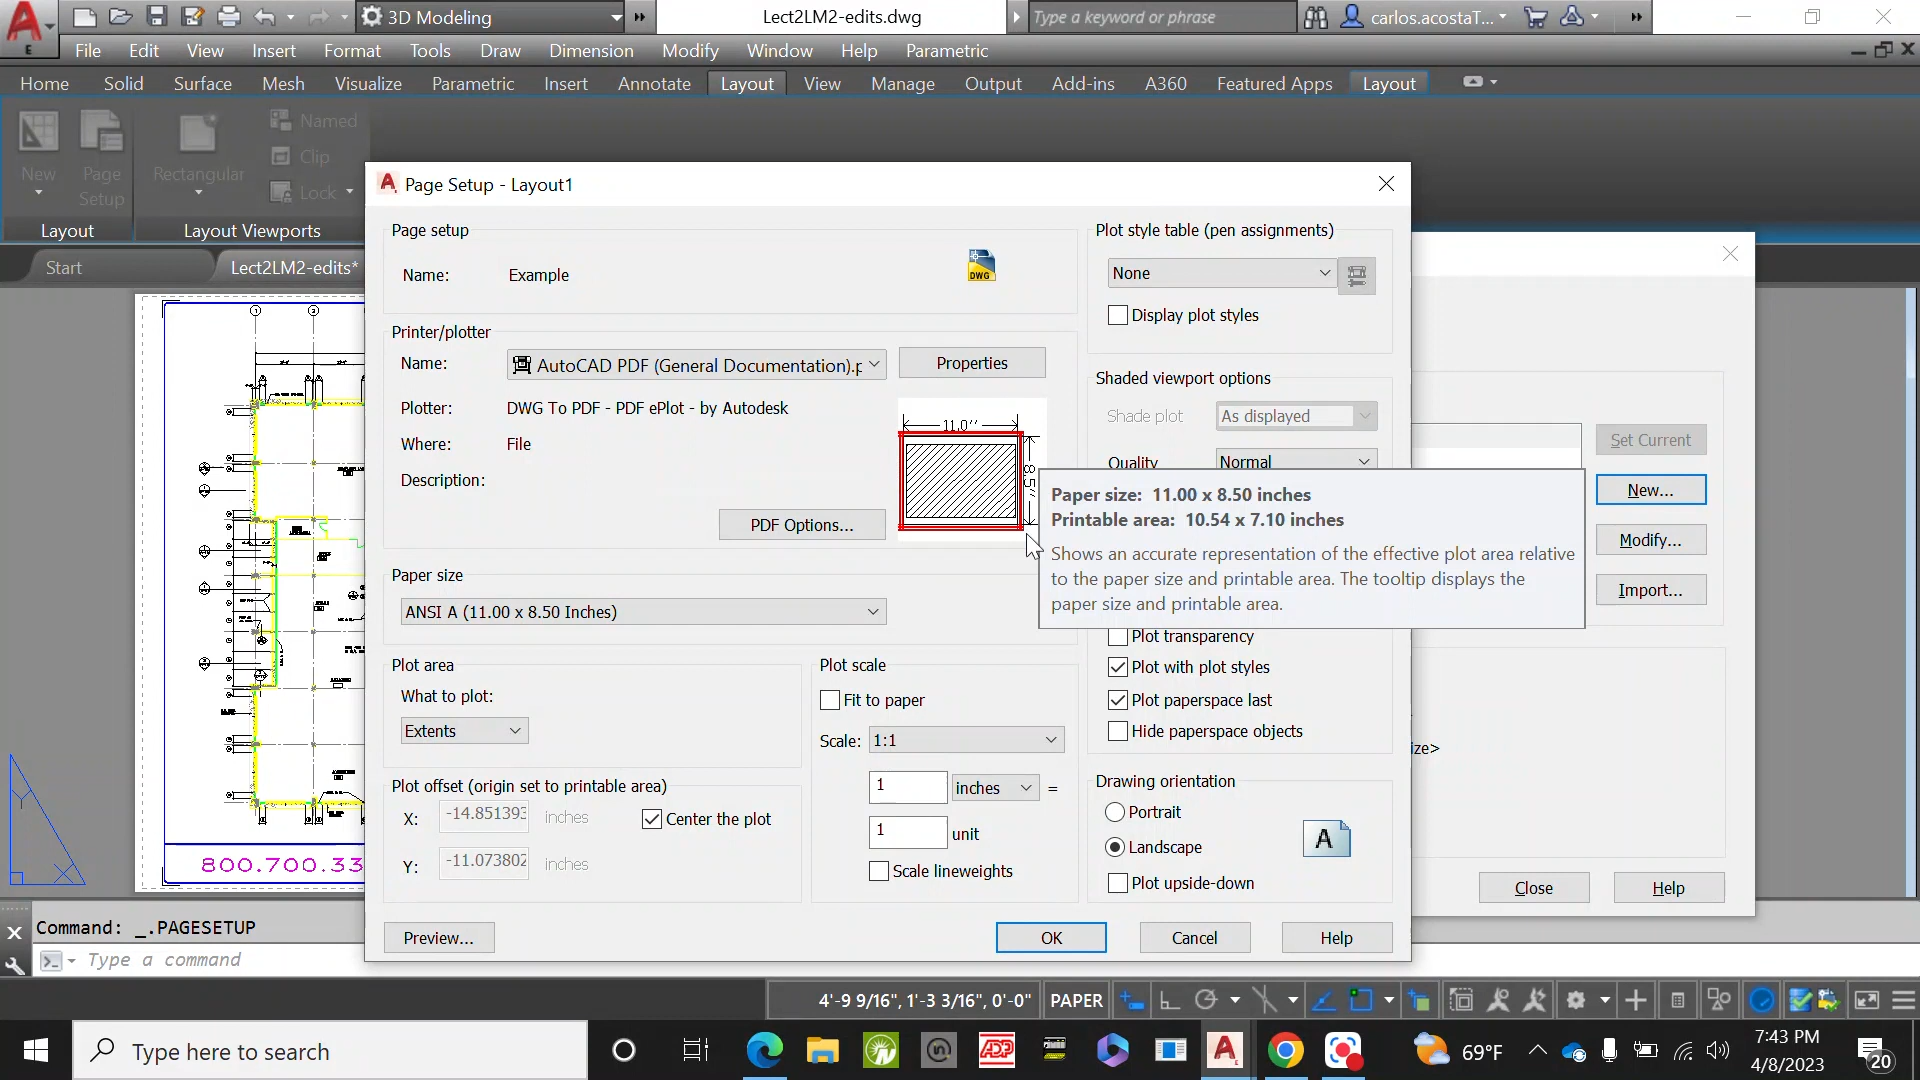 3D Modeling
Lect2LM2-edits.dwg
Type a keyword or phrase
carlos.acostaT...
E
File Edit View Insert Format Tools Draw Dimension Modify Window Help Parametric
Home Solid Surface Mesh Visualize Parametric Insert Annotate Layout View Manage Output Add-ins A360 Featured Apps Layout
New
Page
Setup
Rectangular
Named
Clip
Lock
Layout
Layout Viewports
Start
Lect2LM2-edits*
Page Setup - Layout1
Page setup
Name: Example
DWG
Printer/plotter
Name: AutoCAD PDF (General Documentation).p
Properties
Plotter: DWG To PDF - PDF ePlot - by Autodesk
Where: File
Description:
PDF Options...
11.0''
8.5''
Paper size
ANSI A (11.00 x 8.50 Inches)
Plot area
What to plot:
Extents
Plot offset (origin set to printable area)
X: -14.851393 inches
Center the plot
Y: -11.073802 inches
Plot scale
Fit to paper
Scale: 1:1
1 inches =
1 unit
Scale lineweights
Plot style table (pen assignments)
None
Display plot styles
Shaded viewport options
Shade plot As displayed
Quality Normal
Paper size: 11.00 x 8.50 inches
Printable area: 10.54 x 7.10 inches
Shows an accurate representation of the effective plot area relative
to the paper size and printable area. The tooltip displays the
paper size and printable area.
Plot transparency
Plot with plot styles
Plot paperspace last
Hide paperspace objects
Drawing orientation
Portrait
Landscape
A
Plot upside-down
Preview...
OK
Cancel
Help
Set Current
New...
Modify...
Import...
ize>
Close
Help
800.700.33
Y
X
Command: _.PAGESETUP
Type a command
4'-9 9/16", 1'-3 3/16", 0'-0"
PAPER
Type here to search
69°F
7:43 PM
4/8/2023
20